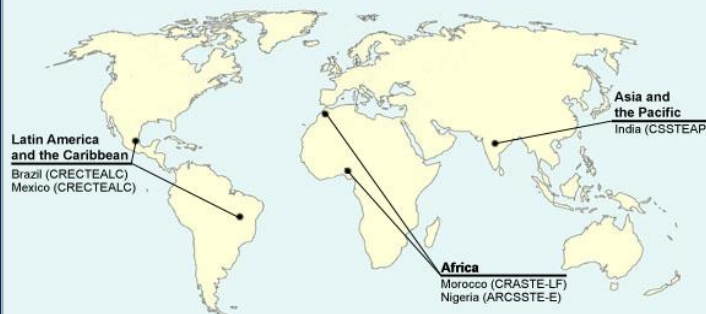 Latin America
and the Caribbean
Brazil (CRECTEALC)
Mexico (CRECTEALC)
Asia and
the Pacific
India (CSSTEAP
Africa
Morocco (CRASTE-LF)
Nigeria (ARCSSTE-E)